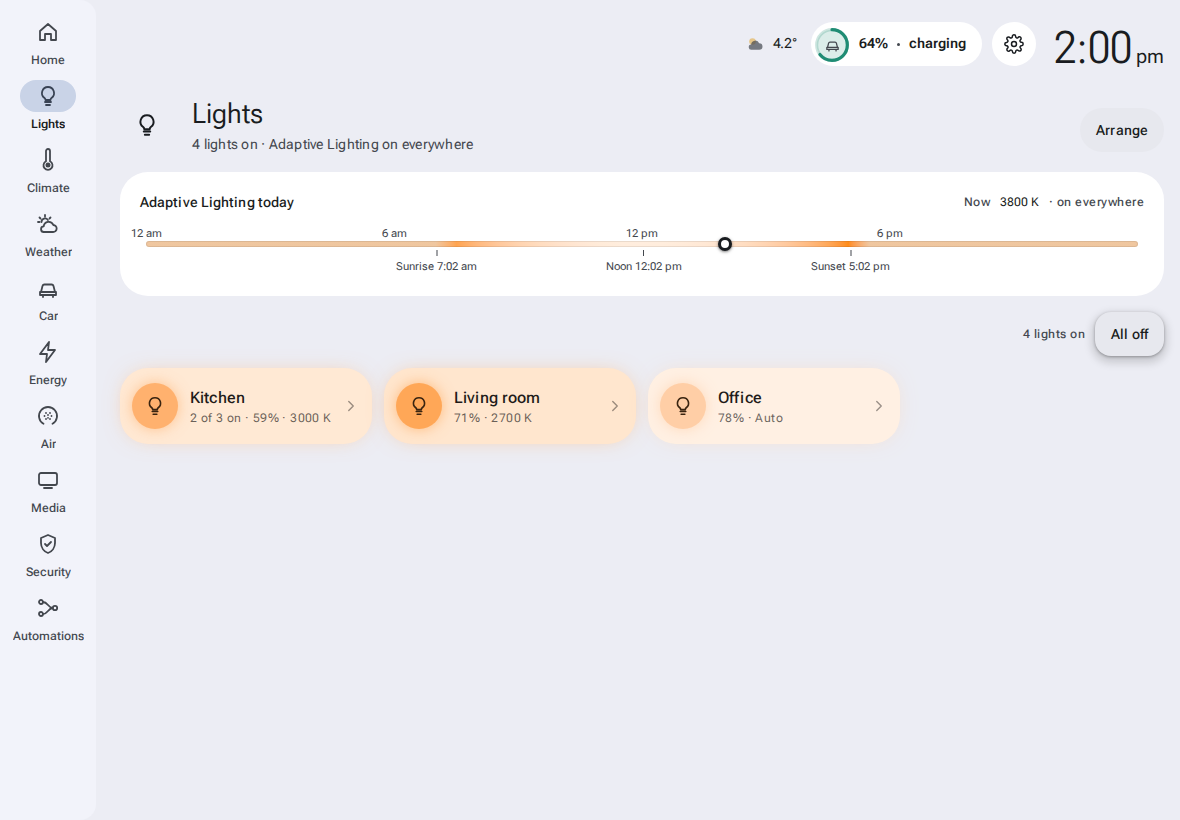 Home
Lights
Climate
Weather
Car
Energy
Air
Media
Security
Automations
4.2°
64% · charging
2:00 pm
Lights
4 lights on · Adaptive Lighting on everywhere
Arrange
Adaptive Lighting today
Now 3800 K · on everywhere
12 am 6 am 12 pm 6 pm
Sunrise 7:02 am Noon 12:02 pm Sunset 5:02 pm
4 lights on
All off
Kitchen
2 of 3 on · 59% · 3000 K
Living room
71% · 2700 K
Office
78% · Auto